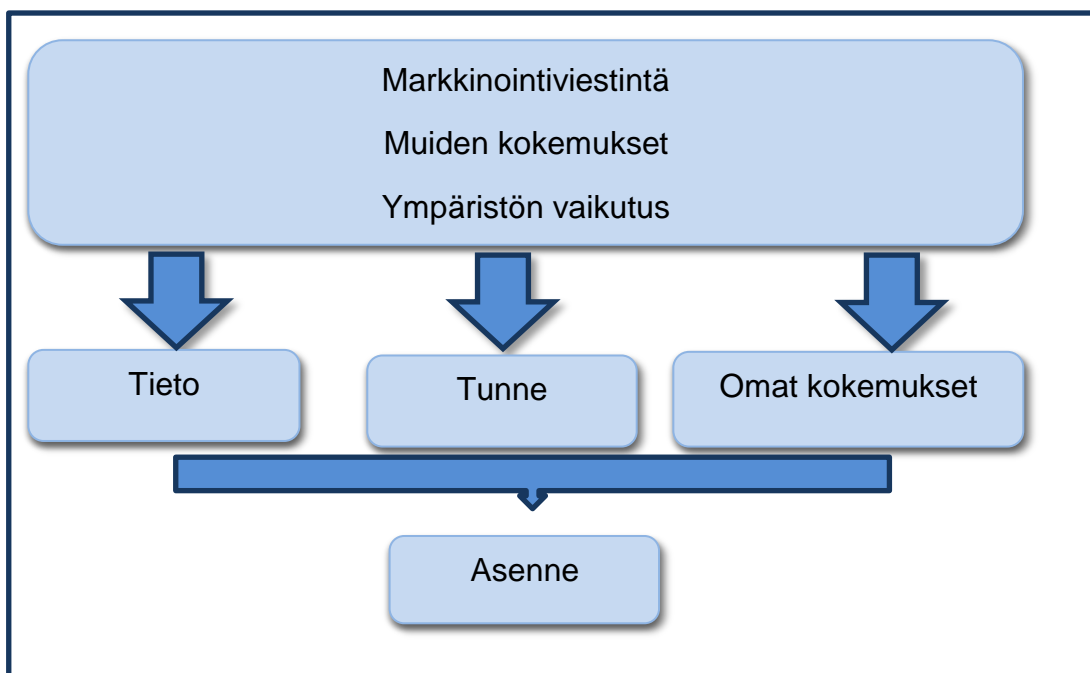 Markkinointiviestintä
Muiden kokemukset
Ympäristön vaikutus
Tieto
Tunne
Omat kokemukset
Asenne